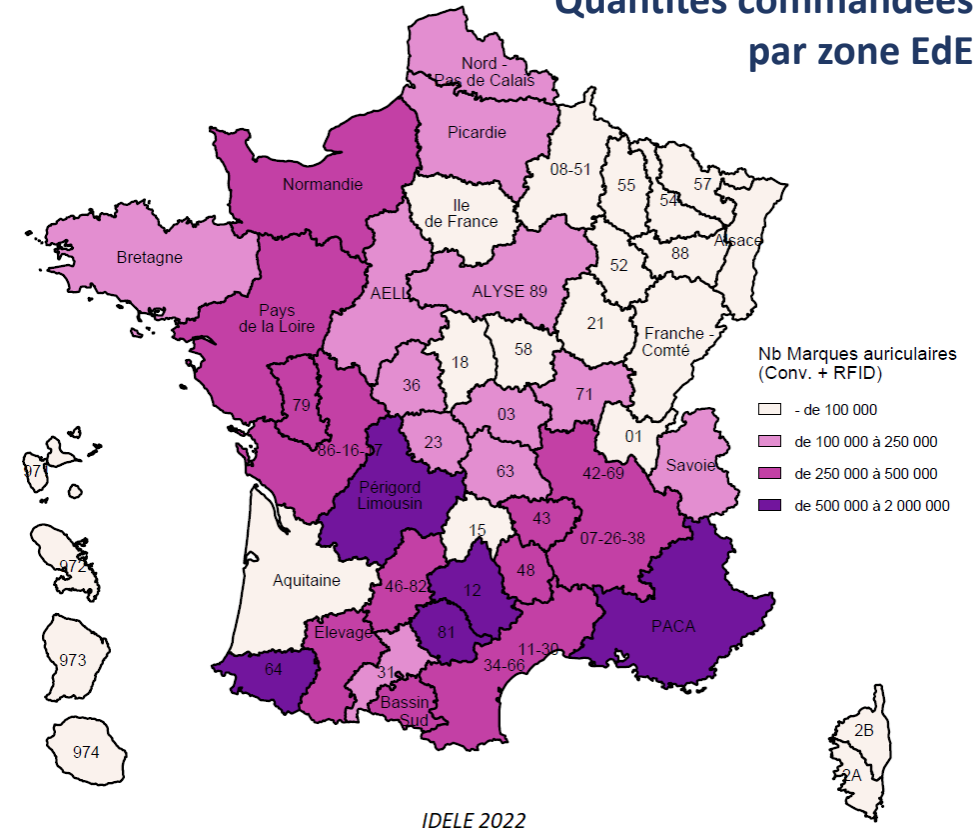 Quantités commandées
par zone EdE
Nord -
Pas de Calais
Picardie
Normandie
08-51
57
55
54
Ile
de France
Alsace
88
Bretagne
52
AELL
ALYSE 89
Pays
de la Loire
21
Franche -
Comté
58
18
Nb Marques auriculaires
(Conv. + RFID)
- de 100 000
de 100 000 à 250 000
de 250 000 à 500 000
de 500 000 à 2 000 000
36
71
79
03
01
23
86-16-17
63
42-69
Savoie
97
Périgord
Limousin
43
15
07-26-38
972
48
Aquitaine
46-82
12
PACA
Elevage
81
11-30
973
64
31
34-66
Bassin
Sud
2B
974
2A
IDELE 2022